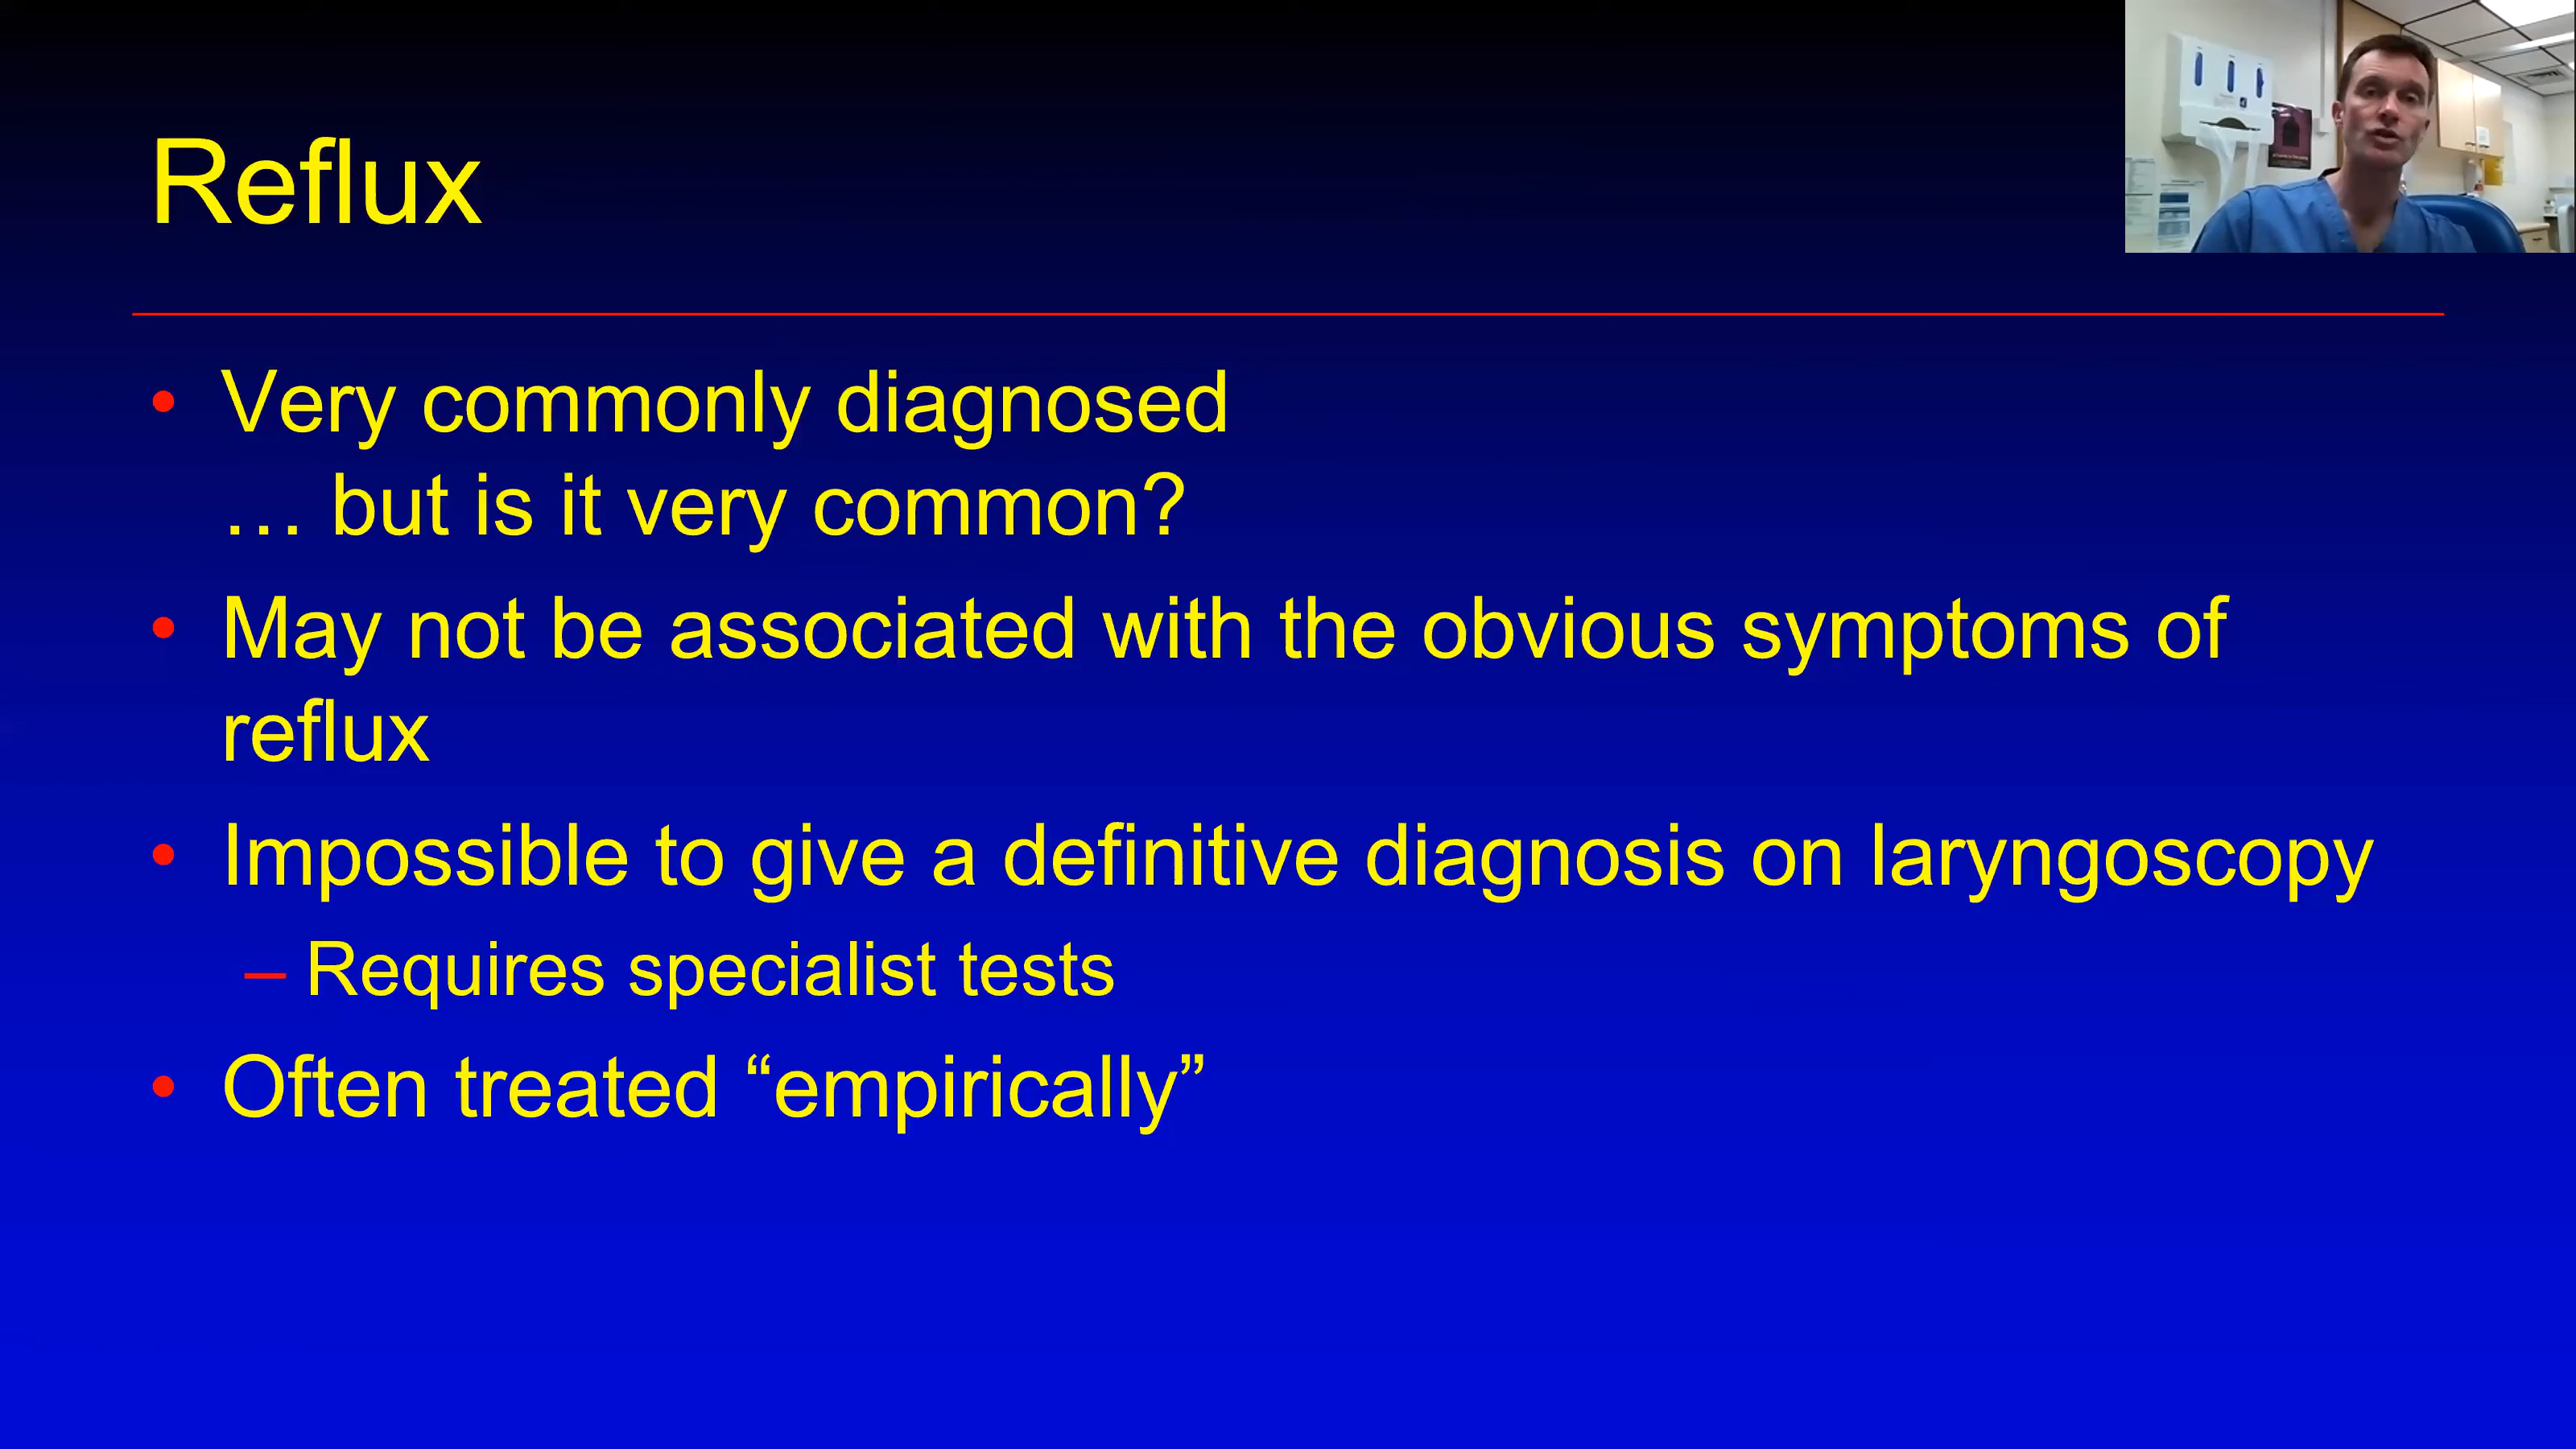 Reflux
• Very commonly diagnosed
… but is it very common?
• May not be associated with the obvious symptoms of
reflux
• Impossible to give a definitive diagnosis on laryngoscopy
– Requires specialist tests
• Often treated “empirically”